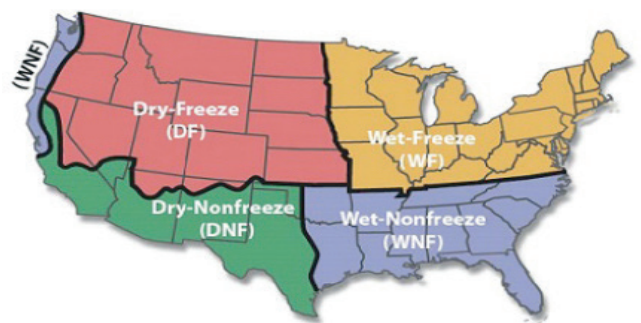 (WNF)
Dry-Freeze
(DF)
Wet-Freeze
(WF)
Dry-Nonfreeze
(DNF)
Wet-Nonfreeze
(WNF)